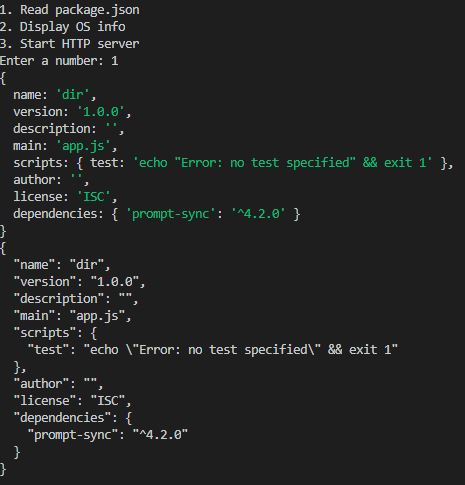 1. Read package.json
2. Display OS info
3. Start HTTP server
Enter a number: 1
{
  name: 'dir',
  version: '1.0.0',
  description: '',
  main: 'app.js',
  scripts: { test: 'echo "Error: no test specified" && exit 1' },
  author: '',
  license: 'ISC',
  dependencies: { 'prompt-sync': '^4.2.0' }
}
{
  "name": "dir",
  "version": "1.0.0",
  "description": "",
  "main": "app.js",
  "scripts": {
    "test": "echo \"Error: no test specified\" && exit 1"
  },
  "author": "",
  "license": "ISC",
  "dependencies": {
    "prompt-sync": "^4.2.0"
  }
}